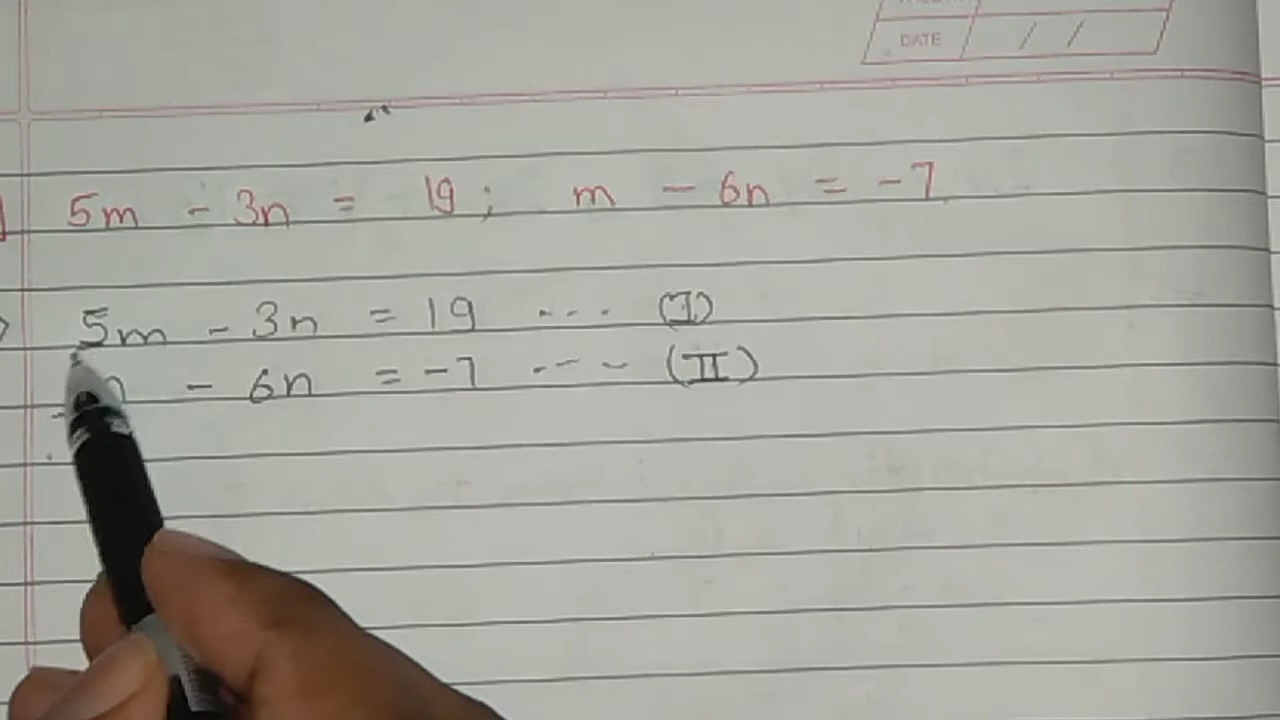 DATE / /
5m - 3n = 19; m - 6n = -7
5m - 3n = 19 ... (I)
- 6n = -7 --- (II)